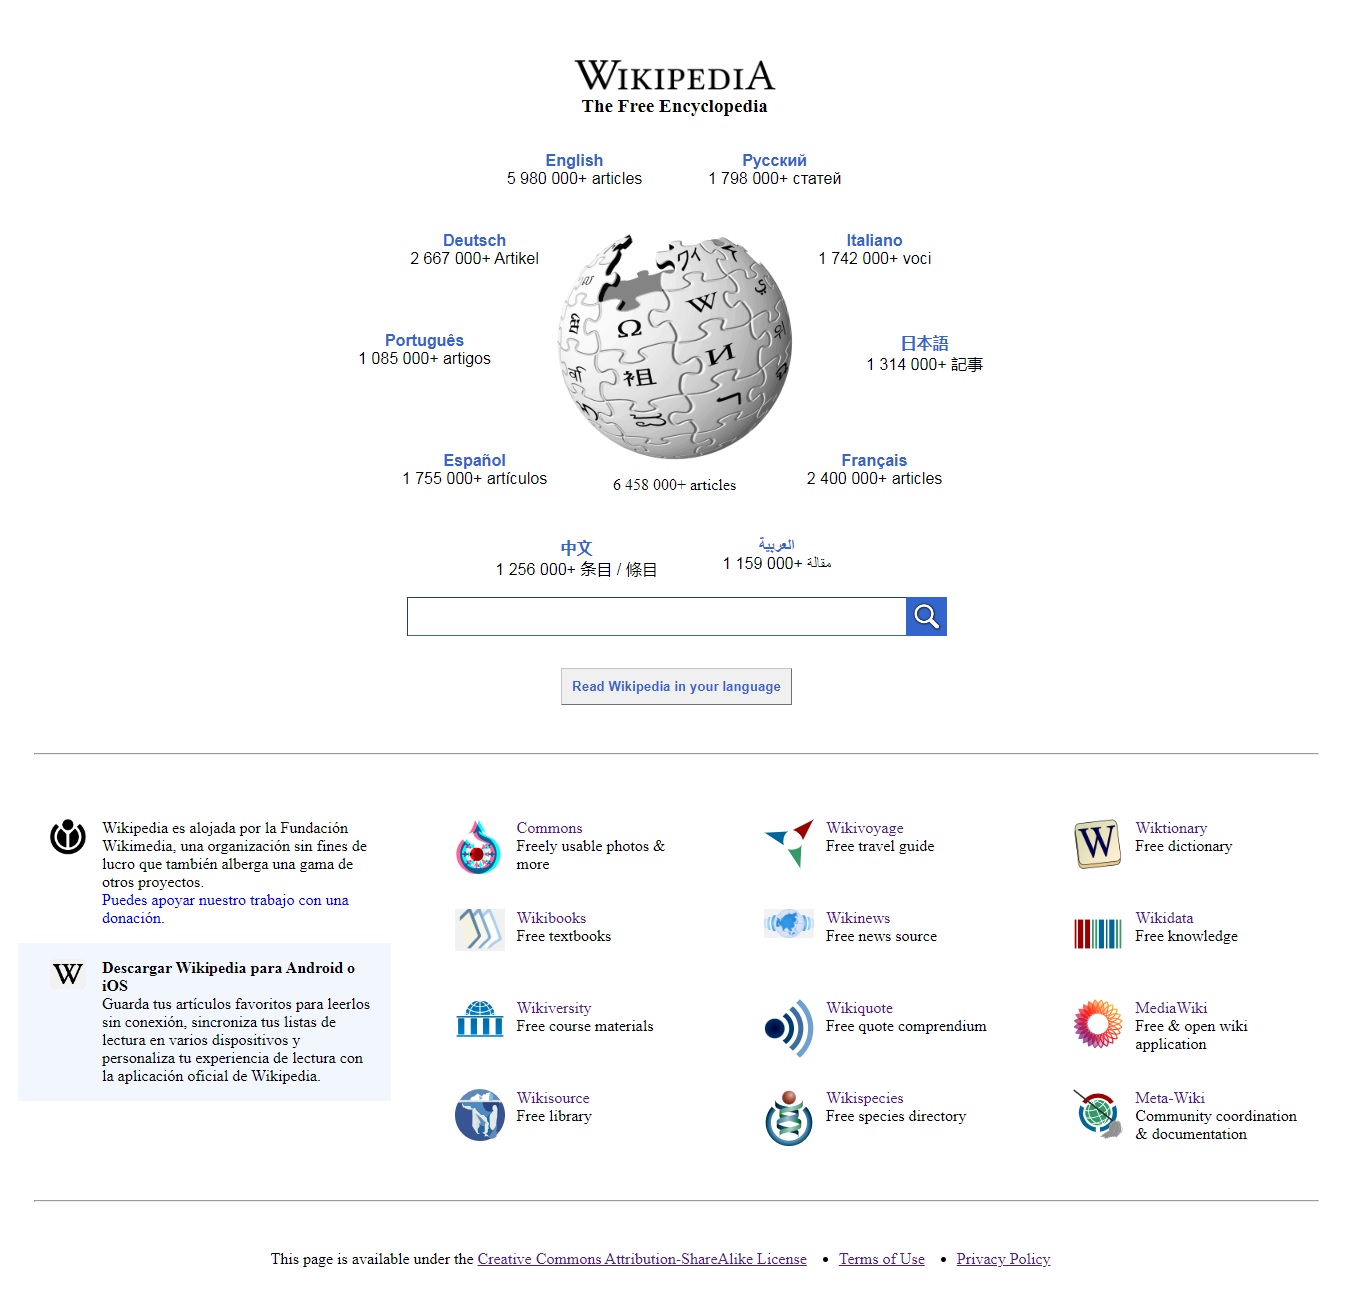 WIKIPEDIA
The Free Encyclopedia
English
5 980 000+ articles
Русский
1 798 000+ статей
Deutsch
2 667 000+ Artikel
Italiano
1 742 000+ voci
Ω
W
И
祖
Português
1 085 000+ artigos
日本語
1 314 000+ 記事
Español
1 755 000+ artículos
6 458 000+ articles
Français
2 400 000+ articles
中文
1 256 000+ 条目 / 條目
العربية
1 159 000+ مقالة
Read Wikipedia in your language
Wikipedia es alojada por la Fundación
Wikimedia, una organización sin fines de
lucro que también alberga una gama de
otros proyectos.
Puedes apoyar nuestro trabajo con una
donación.
W
Descargar Wikipedia para Android o
iOS
Guarda tus artículos favoritos para leerlos
sin conexión, sincroniza tus listas de
lectura en varios dispositivos y
personaliza tu experiencia de lectura con
la aplicación oficial de Wikipedia.
Commons
Freely usable photos &
more
Wikivoyage
Free travel guide
W
Wiktionary
Free dictionary
Wikibooks
Free textbooks
Wikinews
Free news source
Wikidata
Free knowledge
Wikiversity
Free course materials
Wikiquote
Free quote comprendium
MediaWiki
Free & open wiki
application
Wikisource
Free library
Wikispecies
Free species directory
Meta-Wiki
Community coordination
& documentation
This page is available under the Creative Commons Attribution-ShareAlike License • Terms of Use • Privacy Policy